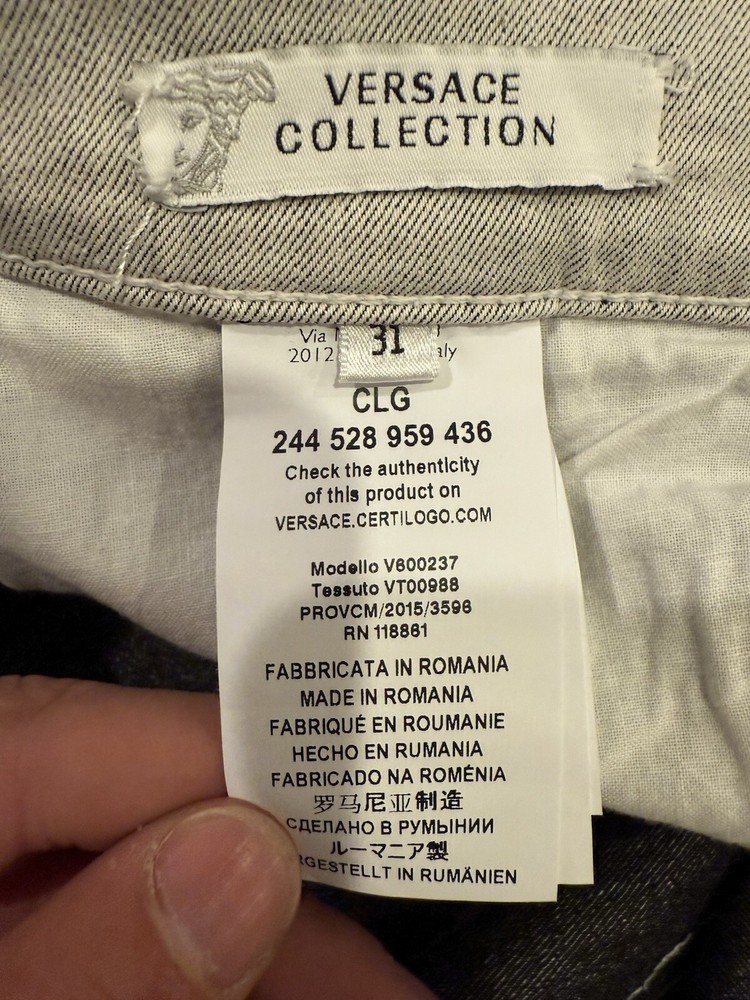 VERSACE
COLLECTION
Via
31
2012
aly
CLG
244 528 959 436
Check the authenticity
of this product on
VERSACE.CERTILOGO.COM
Modello V600237
Tessuto VT00988
PROVCM/2015/3596
RN 118861
FABBRICATA IN ROMANIA
MADE IN ROMANIA
FABRIQUÉ EN ROUMANIE
HECHO EN RUMANIA
FABRICADO NA ROMÉNIA
罗马尼亚制造
СДЕЛАНО В РУМЫНИИ
ルーマニア製
RGESTELLT IN RUMÄNIEN